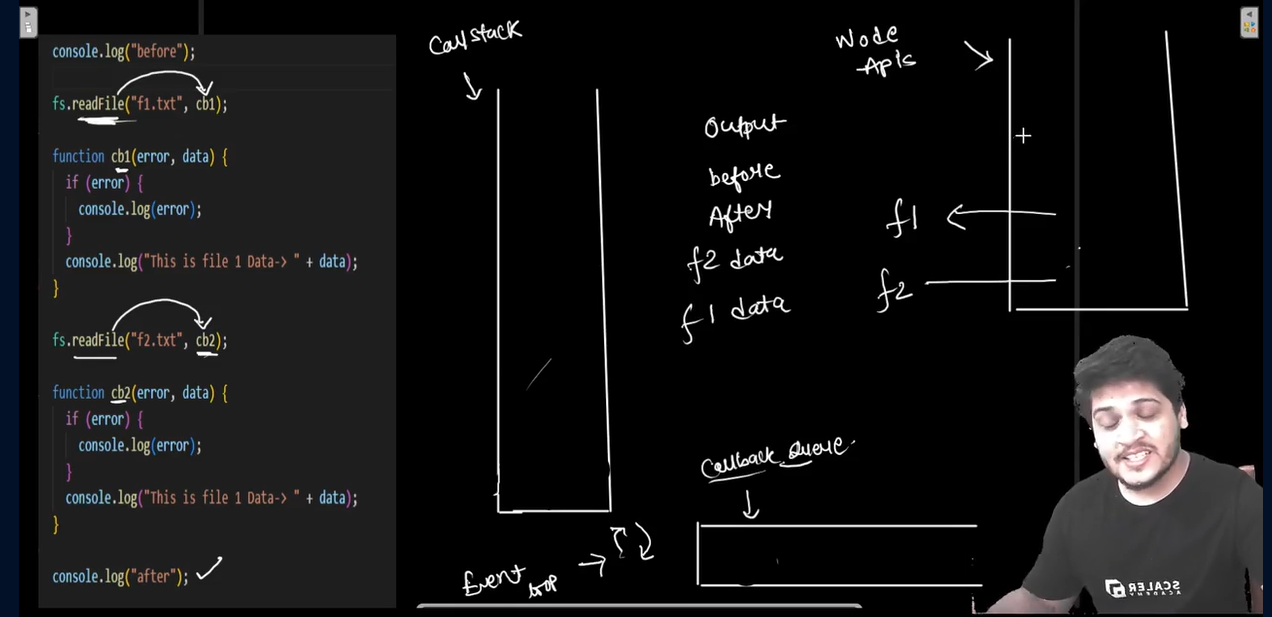 console.log("before");
fs.readFile("f1.txt", cb1);
function cb1(error, data) {
if (error) {
console.log(error);
}
console.log("This is file 1 Data-> " + data);
}
fs.readFile("f2.txt", cb2);
function cb2(error, data) {
if (error) {
console.log(error);
}
console.log("This is file 1 Data-> " + data);
}
console.log("after");
Call stack
Output
before
After
f2 data
f1 data
Node
Apis
f1
f2
Callback Queue
Event loop
SCALER
ACADEMY